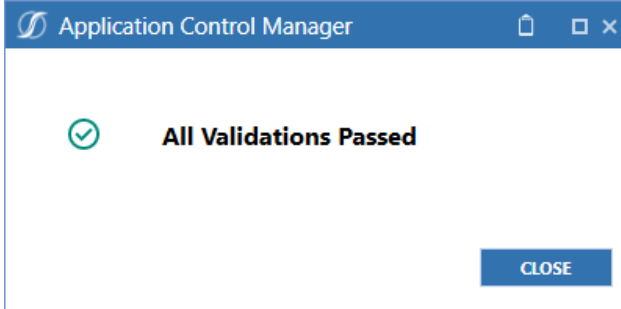 Application Control Manager
All Validations Passed
CLOSE